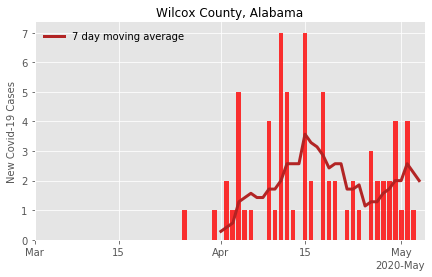 Wilcox County, Alabama
7 day moving average
New Covid-19 Cases
7
6
5
4
3
2
1
0
Mar
15
Apr
15
May
2020-May